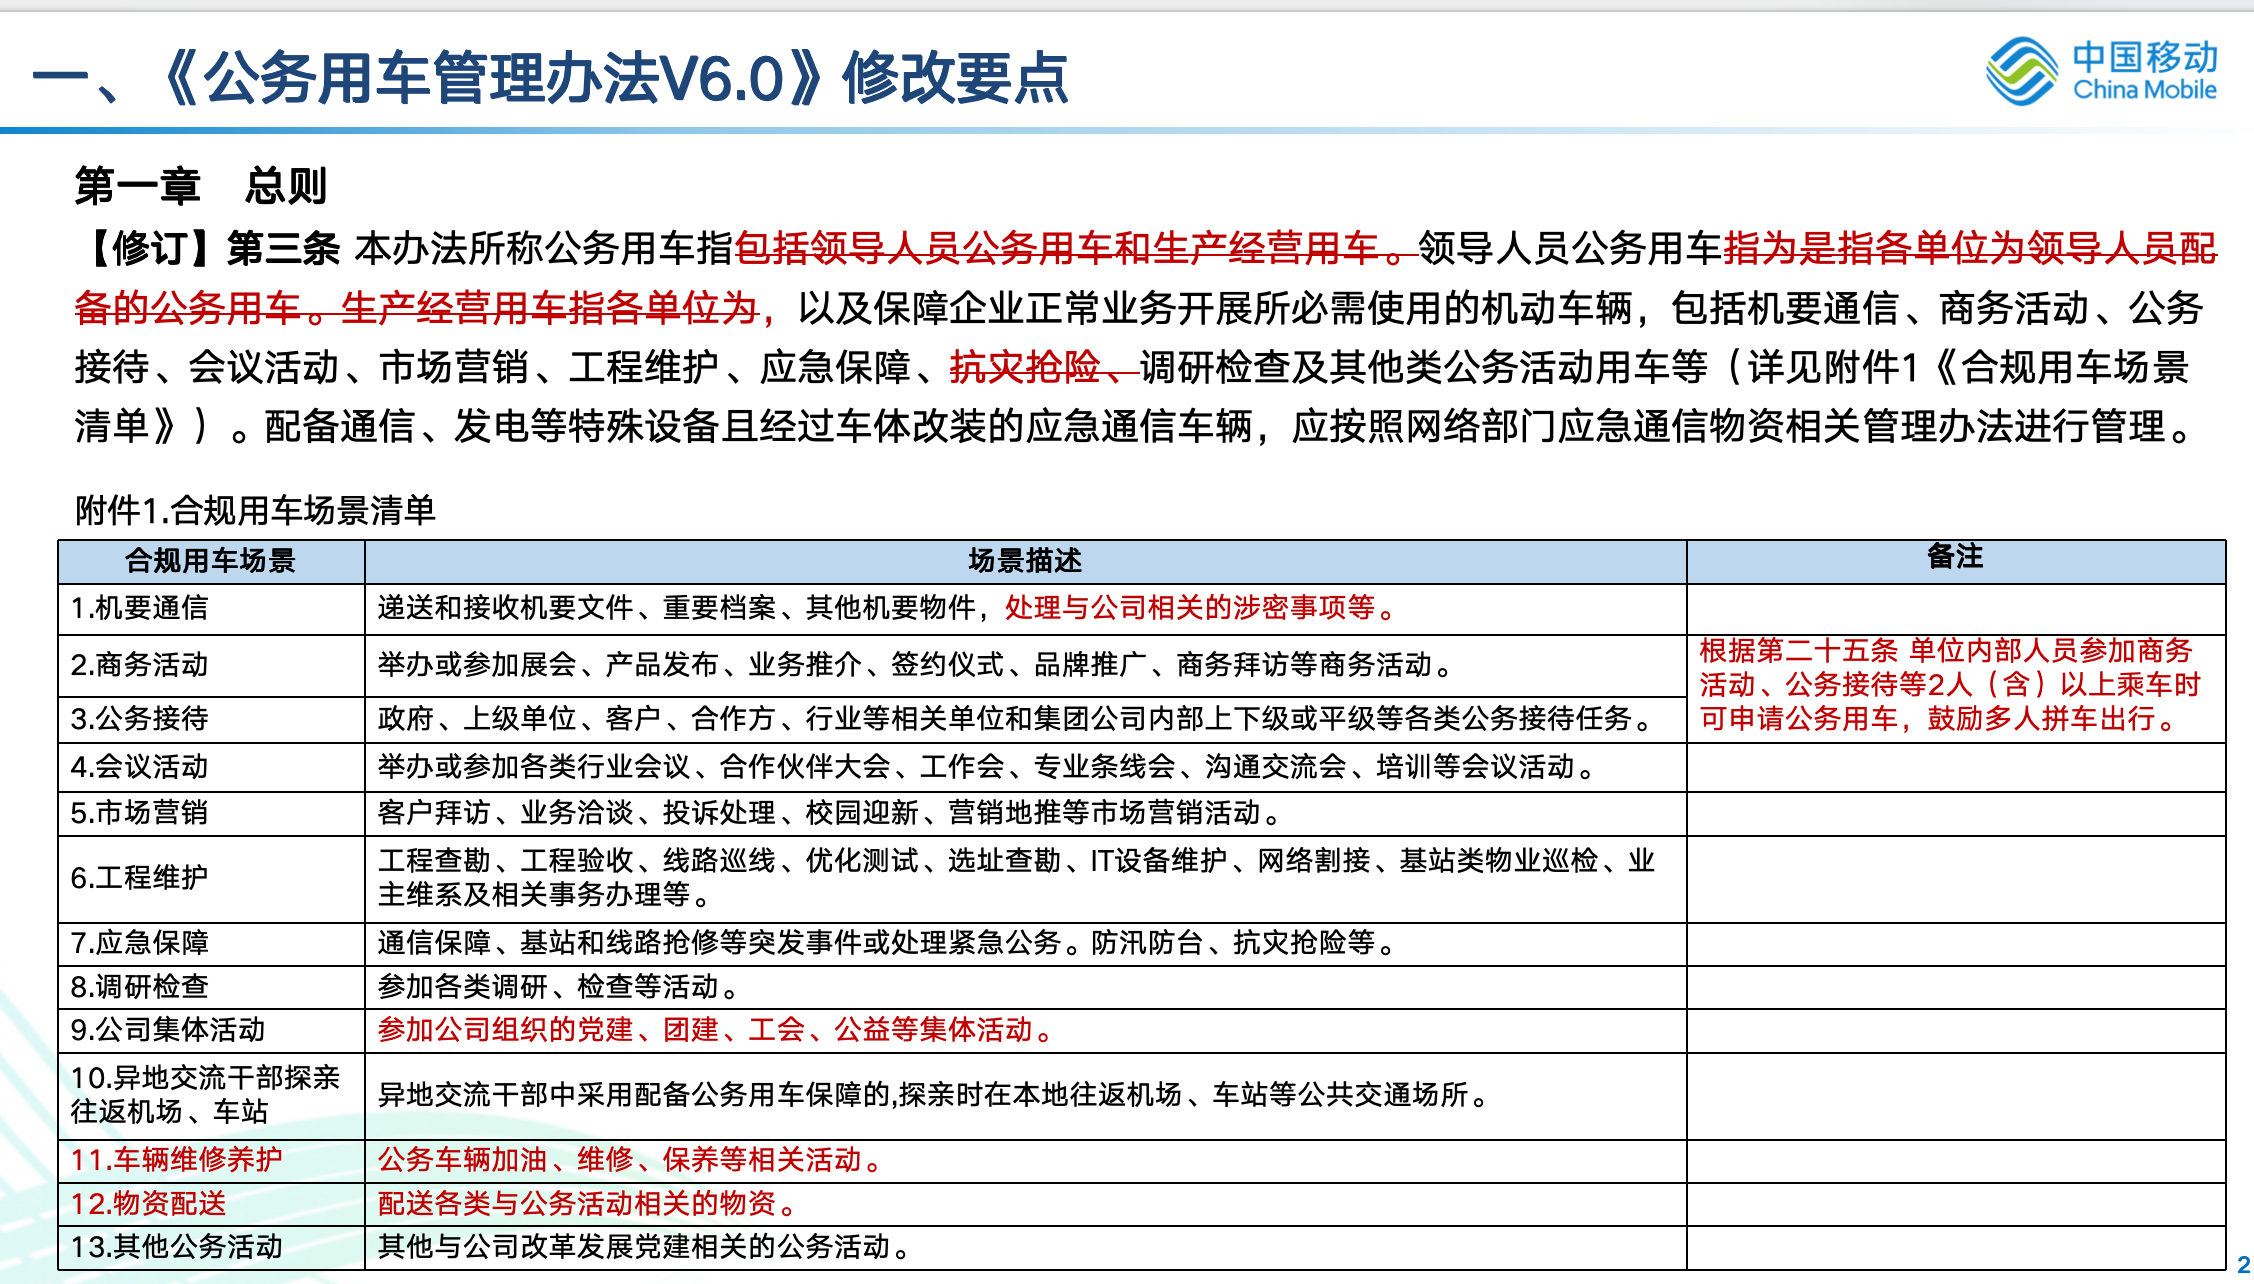 一、《公务用车管理办法V6.0》修改要点
中国移动
China Mobile
第一章　总则
【修订】第三条 本办法所称公务用车指包括领导人员公务用车和生产经营用车。领导人员公务用车指为是指各单位为领导人员配
备的公务用车。生产经营用车指各单位为，以及保障企业正常业务开展所必需使用的机动车辆，包括机要通信、商务活动、公务
接待、会议活动、市场营销、工程维护、应急保障、抗灾抢险、调研检查及其他类公务活动用车等（详见附件1《合规用车场景
清单》）。配备通信、发电等特殊设备且经过车体改装的应急通信车辆，应按照网络部门应急通信物资相关管理办法进行管理。
附件1.合规用车场景清单
合规用车场景 场景描述 备注
1.机要通信 递送和接收机要文件、重要档案、其他机要物件，处理与公司相关的涉密事项等。
2.商务活动 举办或参加展会、产品发布、业务推介、签约仪式、品牌推广、商务拜访等商务活动。
3.公务接待 政府、上级单位、客户、合作方、行业等相关单位和集团公司内部上下级或平级等各类公务接待任务。
根据第二十五条 单位内部人员参加商务
活动、公务接待等2人（含）以上乘车时
可申请公务用车，鼓励多人拼车出行。
4.会议活动 举办或参加各类行业会议、合作伙伴大会、工作会、专业条线会、沟通交流会、培训等会议活动。
5.市场营销 客户拜访、业务洽谈、投诉处理、校园迎新、营销地推等市场营销活动。
6.工程维护 工程查勘、工程验收、线路巡线、优化测试、选址查勘、IT设备维护、网络割接、基站类物业巡检、业
主维系及相关事务办理等。
7.应急保障 通信保障、基站和线路抢修等突发事件或处理紧急公务。防汛防台、抗灾抢险等。
8.调研检查 参加各类调研、检查等活动。
9.公司集体活动 参加公司组织的党建、团建、工会、公益等集体活动。
10.异地交流干部探亲
往返机场、车站 异地交流干部中采用配备公务用车保障的,探亲时在本地往返机场、车站等公共交通场所。
11.车辆维修养护 公务车辆加油、维修、保养等相关活动。
12.物资配送 配送各类与公务活动相关的物资。
13.其他公务活动 其他与公司改革发展党建相关的公务活动。
2